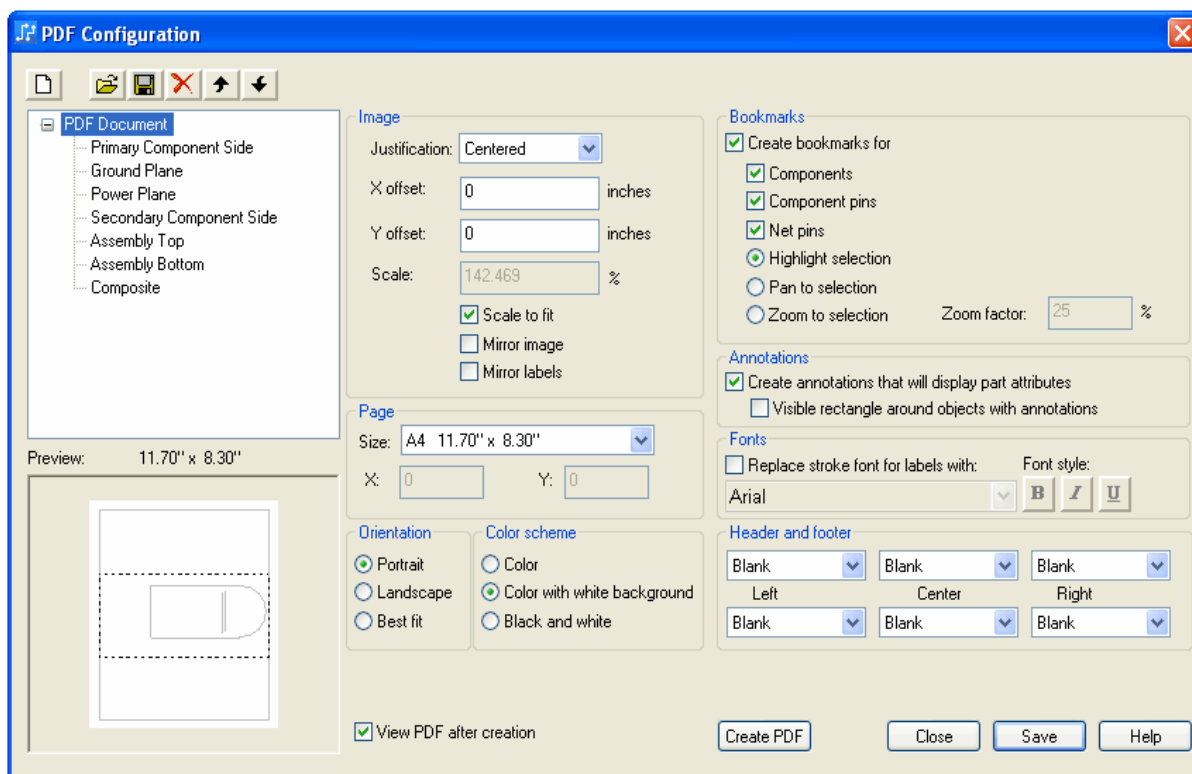 PDF Configuration
PDF Document
Primary Component Side
Ground Plane
Power Plane
Secondary Component Side
Assembly Top
Assembly Bottom
Composite
Preview: 11.70" x 8.30"
Image
Justification: Centered
X offset: 0 inches
Y offset: 0 inches
Scale: 142.469 %
Scale to fit
Mirror image
Mirror labels
Page
Size: A4 11.70" x 8.30"
X: 0 Y: 0
Orientation
Portrait
Landscape
Best fit
Color scheme
Color
Color with white background
Black and white
View PDF after creation
Bookmarks
Create bookmarks for
Components
Component pins
Net pins
Highlight selection
Pan to selection
Zoom to selection Zoom factor: 25 %
Annotations
Create annotations that will display part attributes
Visible rectangle around objects with annotations
Fonts
Replace stroke font for labels with: Font style:
Arial B I U
Header and footer
Blank Blank Blank
Left Center Right
Blank Blank Blank
Create PDF Close Save Help